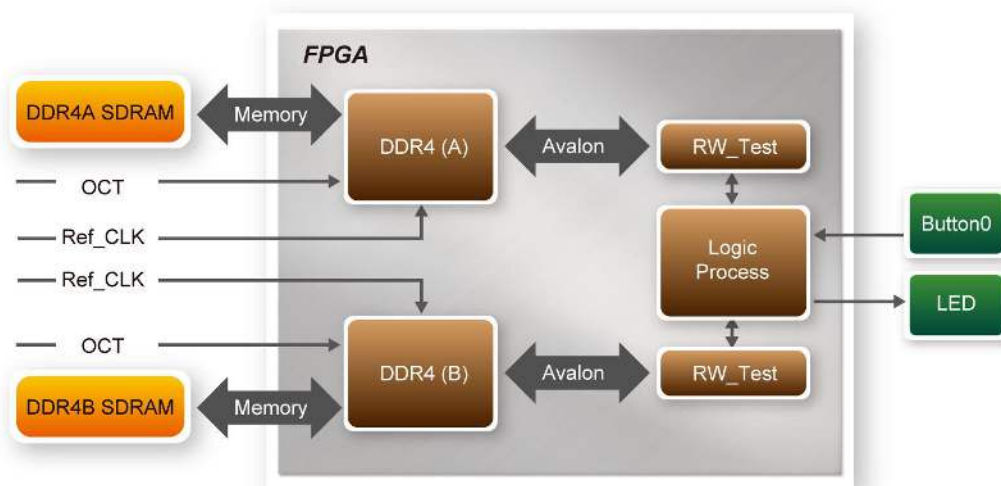 FPGA
DDR4A SDRAM
Memory
DDR4 (A)
Avalon
RW_Test
OCT
Ref_CLK
Logic
Process
Button0
Ref_CLK
LED
OCT
DDR4 (B)
Avalon
RW_Test
DDR4B SDRAM
Memory